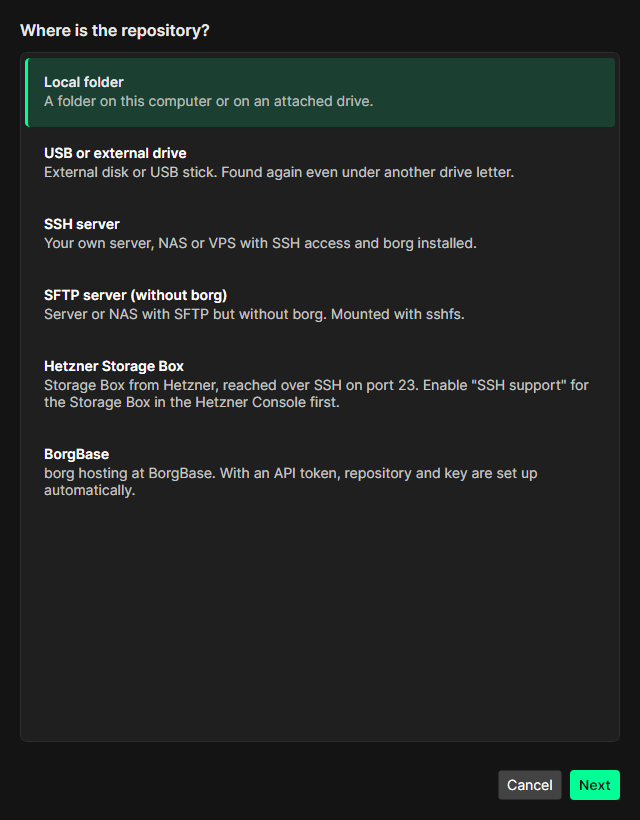 Where is the repository?
Local folder
A folder on this computer or on an attached drive.
USB or external drive
External disk or USB stick. Found again even under another drive letter.
SSH server
Your own server, NAS or VPS with SSH access and borg installed.
SFTP server (without borg)
Server or NAS with SFTP but without borg. Mounted with sshfs.
Hetzner Storage Box
Storage Box from Hetzner, reached over SSH on port 23. Enable "SSH support" for
the Storage Box in the Hetzner Console first.
BorgBase
borg hosting at BorgBase. With an API token, repository and key are set up
automatically.
Cancel
Next